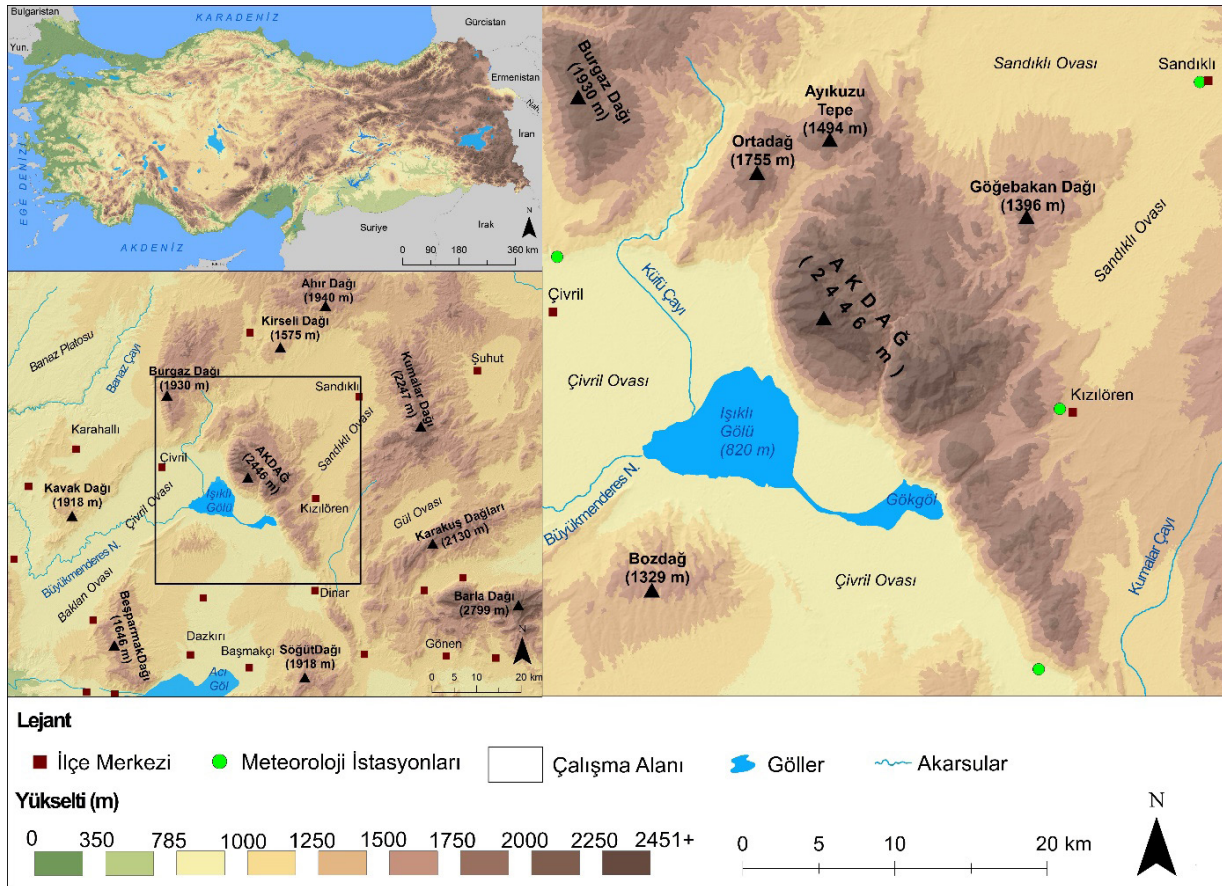 Bulgaristan
KARADENİZ
Gürcistan
Yun.
Ermenistan
Nah.
İran
EGE DENİZİ
AKDENİZ
Suriye
Irak
N
0 90 180 360 km
Ahır Dağı
(1940 m)
Kirseli Dağı
(1575 m)
Banaz Platosu
Banaz Çayı
Burgaz Dağı
(1930 m)
Kumalar Dağı
(2247 m)
Şuhut
Sandıklı
Sandıklı Ovası
Karahallı
Çivril
AKDAĞ
(2446 m)
Kavak Dağı
(1918 m)
Çivril Ovası
Işıklı
Gölü
Kızılören
Gül Ovası
Karakuş Dağları
(2130 m)
Büyükmenderes N.
Baklan Ovası
Dinar
Barla Dağı
(2799 m)
BeşparmakDağı
(1646 m)
Dazkırı
Başmakçı
SöğütDağı
(1918 m)
Gönen
N
Acı
Göl
0 10 20 km
Burgaz Dağı
(1930 m)
Sandıklı Ovası
Sandıklı
Ayıkuzu
Tepe
(1494 m)
Ortadağ
(1755 m)
Göğebakan Dağı
(1396 m)
Sandıklı Ovası
Küfü Çayı
AKDAĞ
(2446 m)
Çivril
Çivril Ovası
Kızılören
Işıklı
Gölü
(820 m)
Gökgöl
Büyükmenderes N.
Bozdağ
(1329 m)
Çivril Ovası
Kumalar Çayı
Lejant
İlçe Merkezi
Meteoroloji İstasyonları
Çalışma Alanı
Göller
Akarsular
Yükselti (m)
0 350 785 1000 1250 1500 1750 2000 2250 2451+
0 5 10 20 km
N